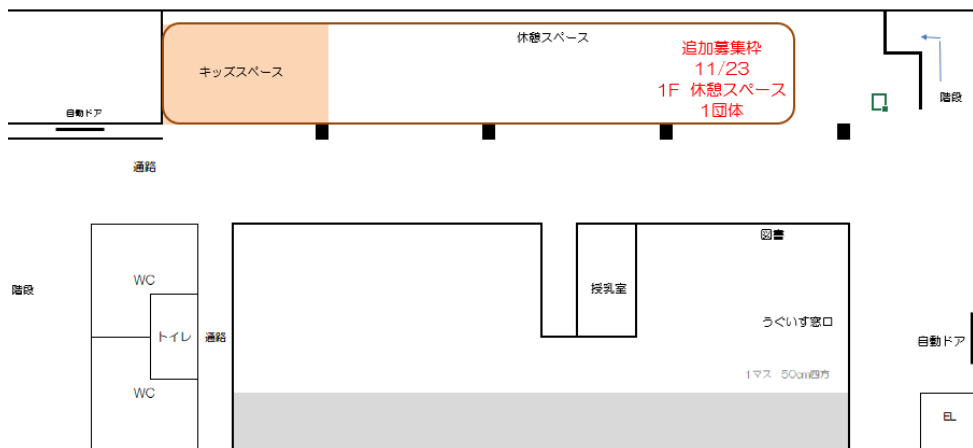 休憩スペース
追加募集枠
11/23
1F 休憩スペース
1団体
キッズスペース
階段
自動ドア
通路
図書
WC
階段
授乳室
トイレ
通路
うぐいす窓口
自動ドア
1マス 50cm四方
WC
EL